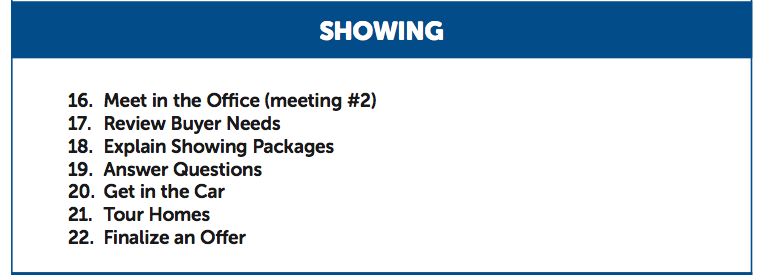 SHOWING
16. Meet in the Office (meeting #2)
17. Review Buyer Needs
18. Explain Showing Packages
19. Answer Questions
20. Get in the Car
21. Tour Homes
22. Finalize an Offer